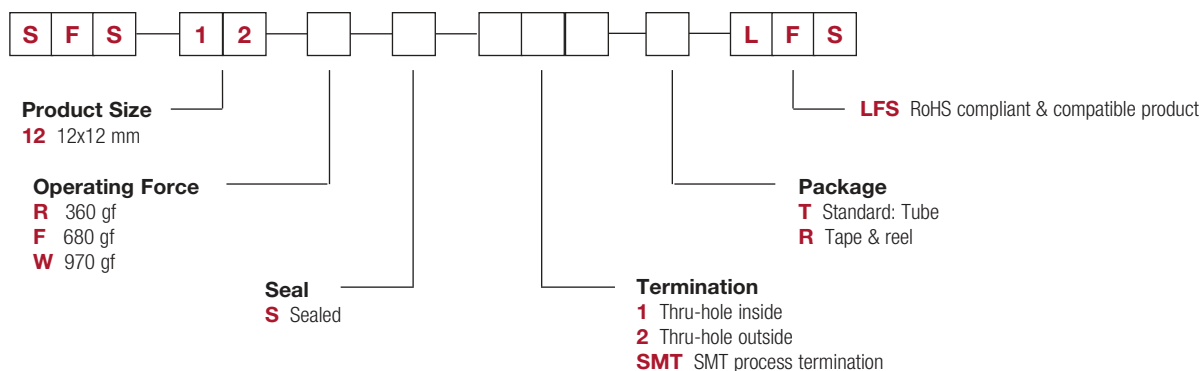 S F S 1 2 L F S
Product Size
12 12x12 mm
LFS RoHS compliant & compatible product
Operating Force
R 360 gf
F 680 gf
W 970 gf
Package
T Standard: Tube
R Tape & reel
Seal
S Sealed
Termination
1 Thru-hole inside
2 Thru-hole outside
SMT SMT process termination